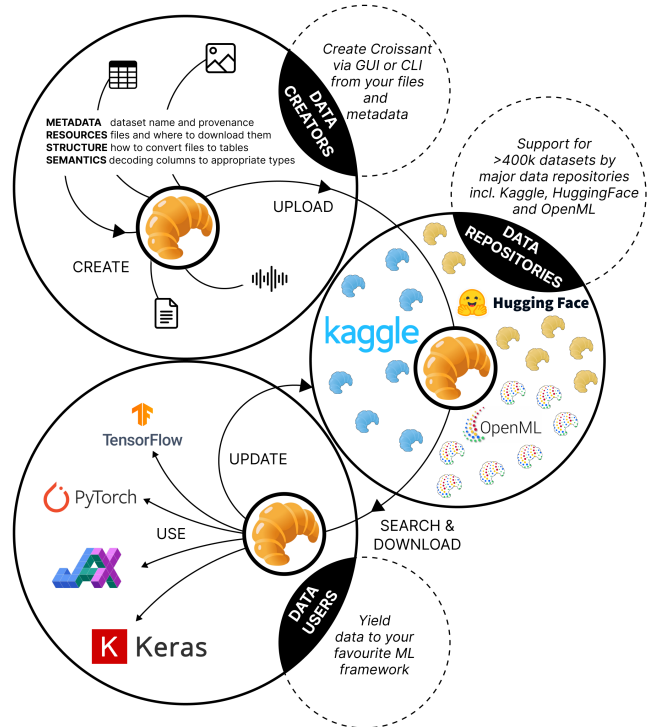 Create Croissant
via GUI or CLI
from your files
and
metadata
DATA
CREATORS
METADATA dataset name and provenance
RESOURCES files and where to download them
STRUCTURE how to convert files to tables
SEMANTICS decoding columns to appropriate types
UPLOAD
CREATE
Support for
>400k datasets by
major data repositories
incl. Kaggle, HuggingFace
and OpenML
DATA
REPOSITORIES
Hugging Face
kaggle
OpenML
TensorFlow
UPDATE
PyTorch
USE
SEARCH &
DOWNLOAD
JAX
K Keras
DATA
USERS
Yield
data to your
favourite ML
framework